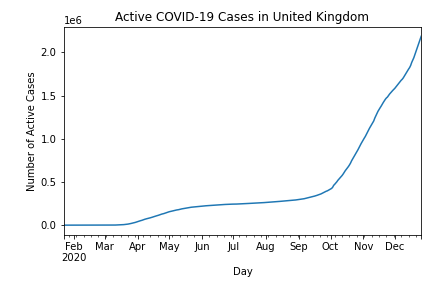 Active COVID-19 Cases in United Kingdom
1e6
2.0
1.5
1.0
0.5
0.0
Number of Active Cases
Feb Mar Apr May Jun Jul Aug Sep Oct Nov Dec
2020
Day